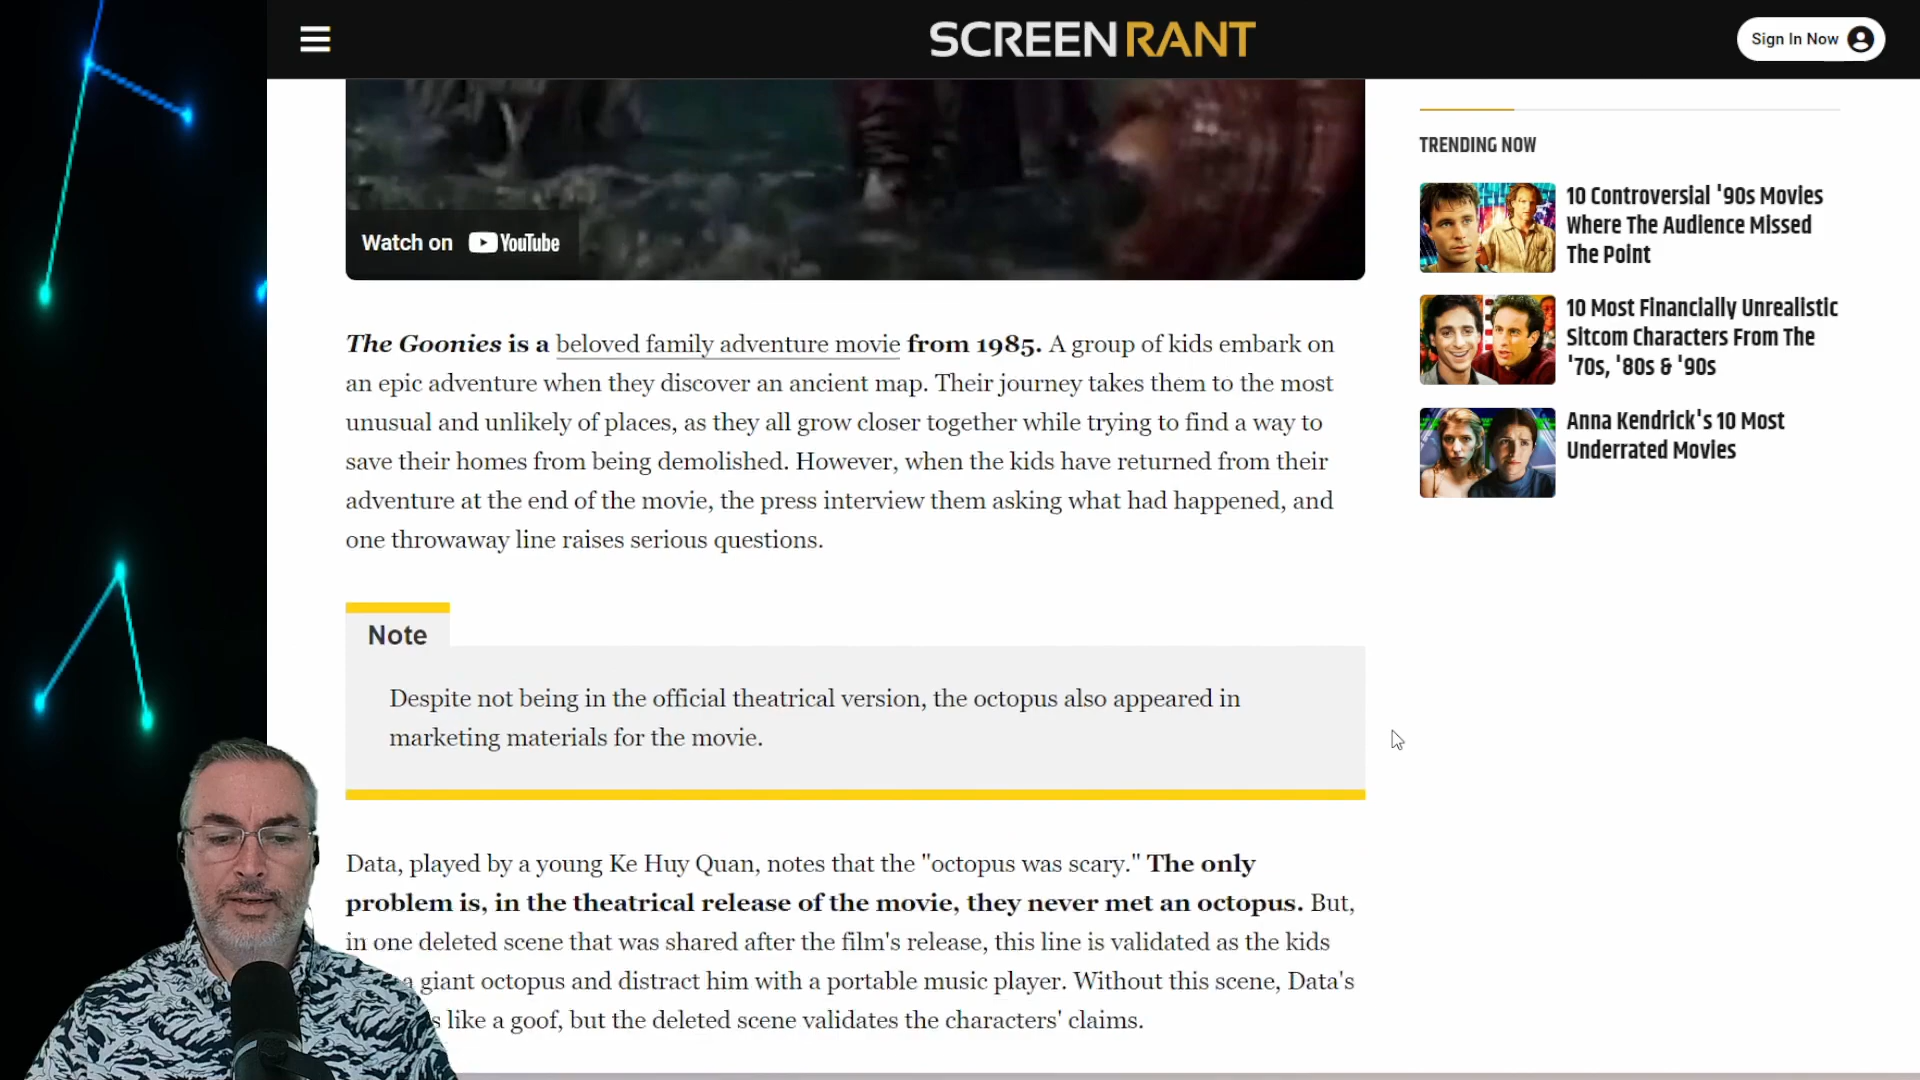 SCREENRANT
Sign In Now
Watch on YouTube
TRENDING NOW
10 Controversial '90s Movies
Where The Audience Missed
The Point
10 Most Financially Unrealistic
Sitcom Characters From The
'70s, '80s & '90s
Anna Kendrick's 10 Most
Underrated Movies
The Goonies is a beloved family adventure movie from 1985. A group of kids embark on
an epic adventure when they discover an ancient map. Their journey takes them to the most
unusual and unlikely of places, as they all grow closer together while trying to find a way to
save their homes from being demolished. However, when the kids have returned from their
adventure at the end of the movie, the press interview them asking what had happened, and
one throwaway line raises serious questions.
Note
Despite not being in the official theatrical version, the octopus also appeared in
marketing materials for the movie.
Data, played by a young Ke Huy Quan, notes that the "octopus was scary." The only
problem is, in the theatrical release of the movie, they never met an octopus. But,
in one deleted scene that was shared after the film's release, this line is validated as the kids
a giant octopus and distract him with a portable music player. Without this scene, Data's
like a goof, but the deleted scene validates the characters' claims.